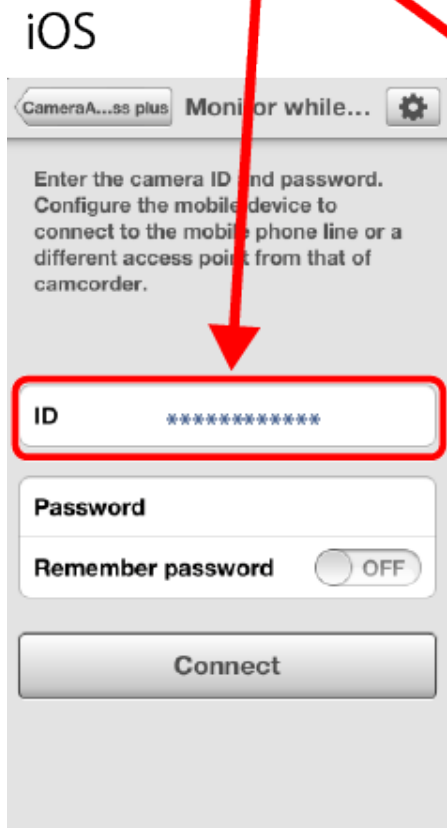 iOS
CameraA...ss plus Monitor while...
Enter the camera ID and password.
Configure the mobile device to
connect to the mobile phone line or a
different access point from that of
camcorder.
ID ************
Password
Remember password OFF
Connect